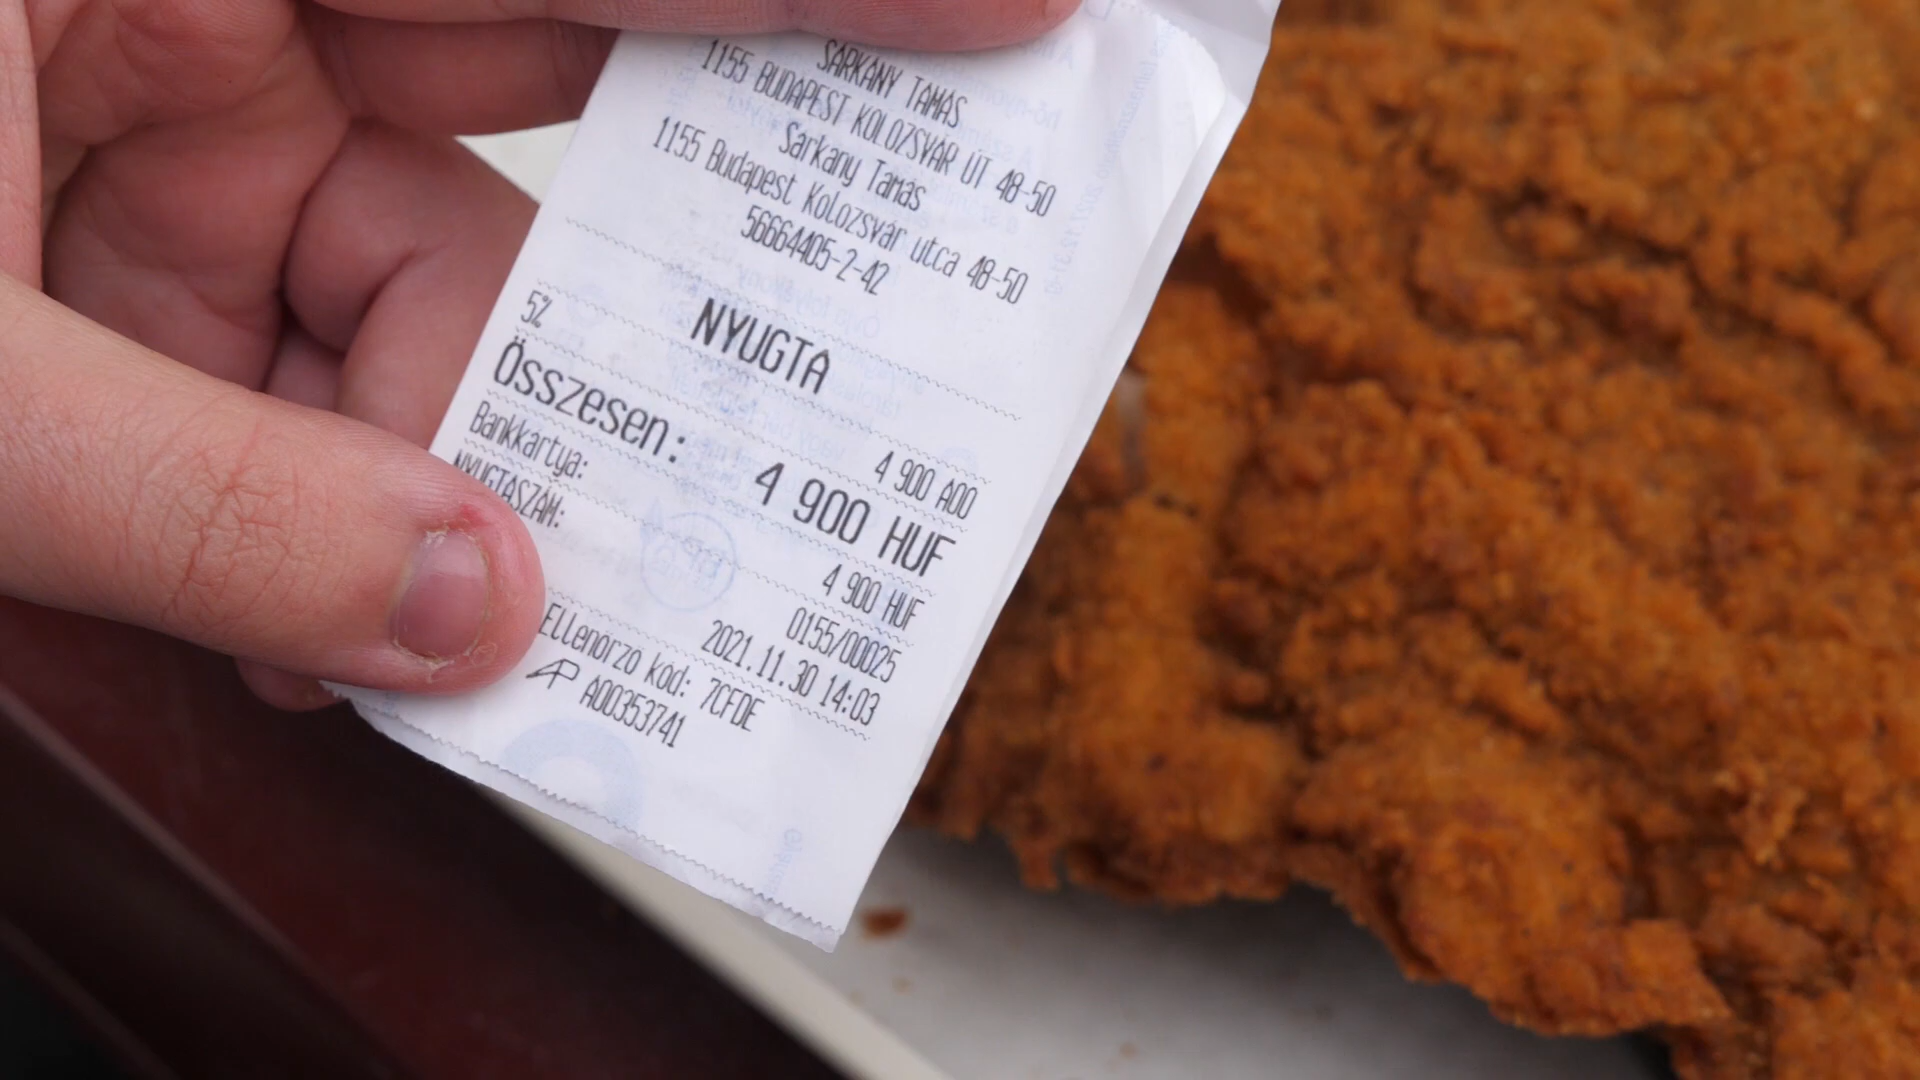 SÁRKÁNY TAMÁS
1155 BUDAPEST KOLOZSVÁR ÚT 48-50
Sárkány Tamás
1155 Budapest Kolozsvár utca 48-50
56664405-2-42
NYUGTA
5% 4 900 A00
Összesen: 4 900 HUF
Bankkártya: 4 900 HUF
NYUGTASZÁM: 0155/00025
2021.11.30 14:03
Ellenőrző kód: 7CFDE
AP A00353741